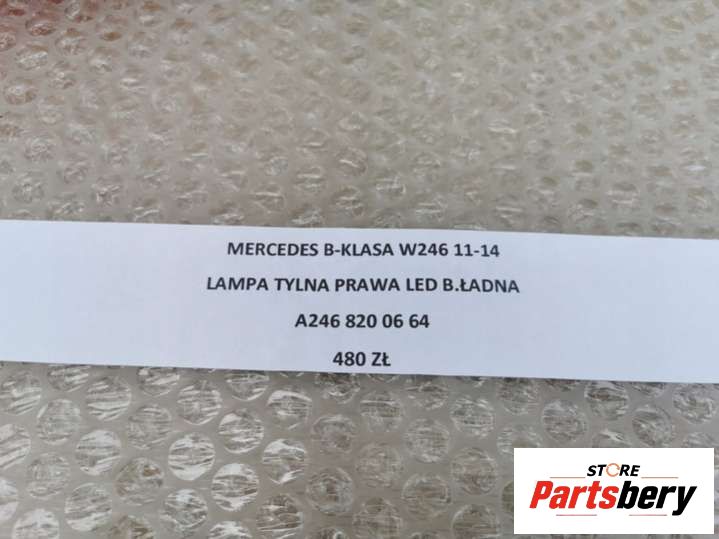 MERCEDES B-KLASA W246 11-14
LAMPA TYLNA PRAWA LED B.ŁADNA
A246 820 06 64
480 ZŁ
STORE
Partsbery